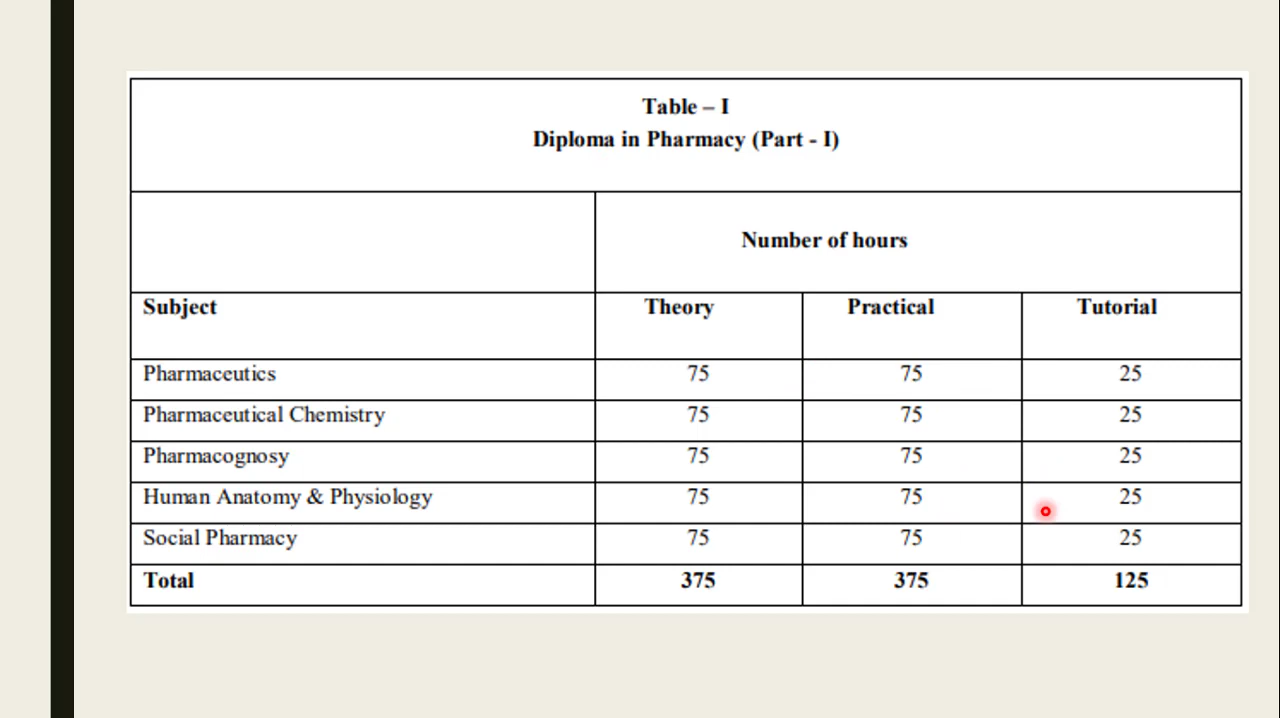 Table – I
Diploma in Pharmacy (Part - I)
Number of hours
Subject Theory Practical Tutorial
Pharmaceutics 75 75 25
Pharmaceutical Chemistry 75 75 25
Pharmacognosy 75 75 25
Human Anatomy & Physiology 75 75 25
Social Pharmacy 75 75 25
Total 375 375 125